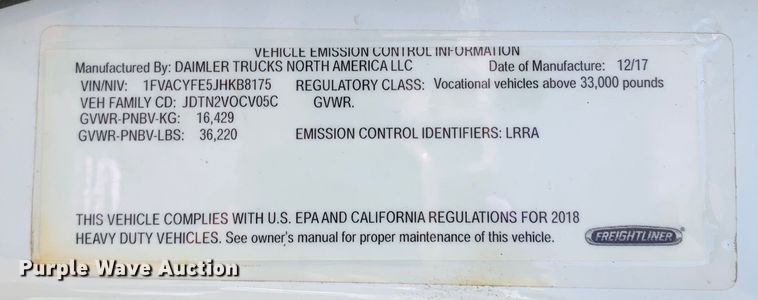 VEHICLE EMISSION CONTROL INFORMATION
Manufactured By: DAIMLER TRUCKS NORTH AMERICA LLC Date of Manufacture: 12/17
VIN/NIV: 1FVACYFE5JHKB8175 REGULATORY CLASS: Vocational vehicles above 33,000 pounds
VEH FAMILY CD: JDTN2VOCV05C GVWR.
GVWR-PNBV-KG: 16,429
GVWR-PNBV-LBS: 36,220 EMISSION CONTROL IDENTIFIERS: LRRA
THIS VEHICLE COMPLIES WITH U.S. EPA AND CALIFORNIA REGULATIONS FOR 2018
HEAVY DUTY VEHICLES. See owner's manual for proper maintenance of this vehicle. FREIGHTLINER
Purple Wave Auction